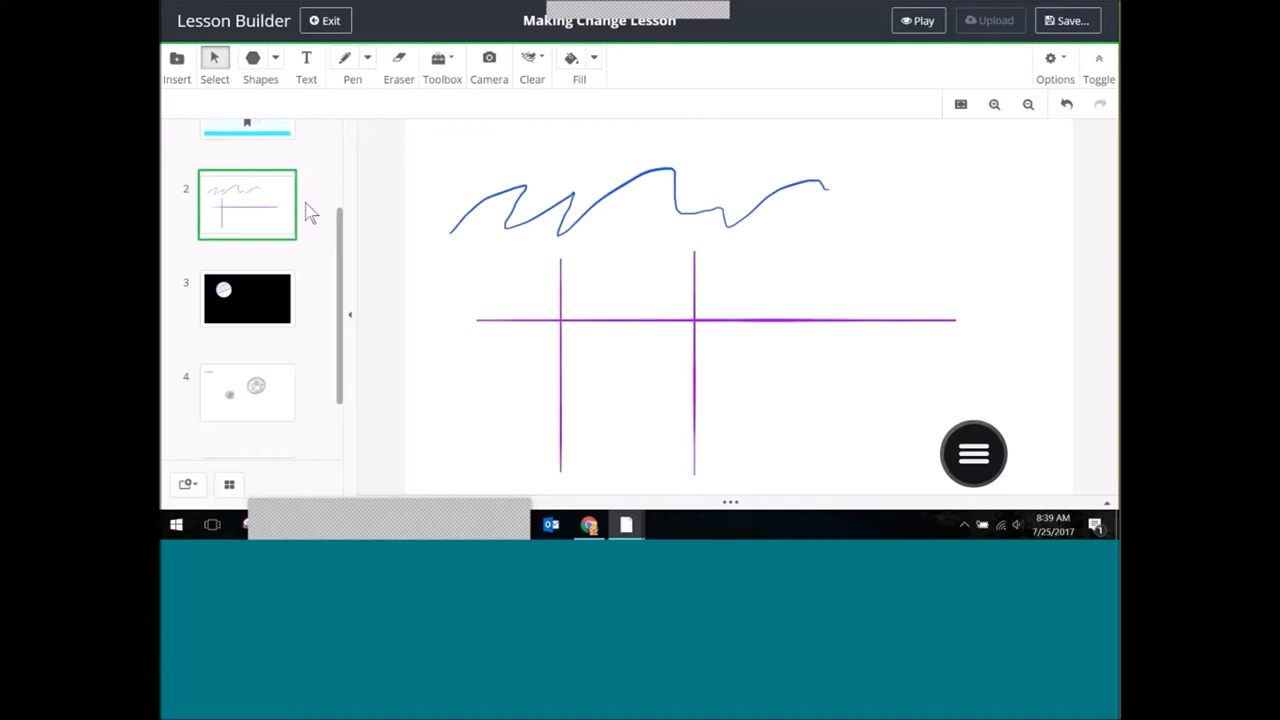 Lesson Builder Exit Making Change Lesson Play Upload Save...
Insert Select Shapes Text Pen Eraser Toolbox Camera Clear Fill Options Toggle
2
3
4
8:39 AM
7/25/2017
1